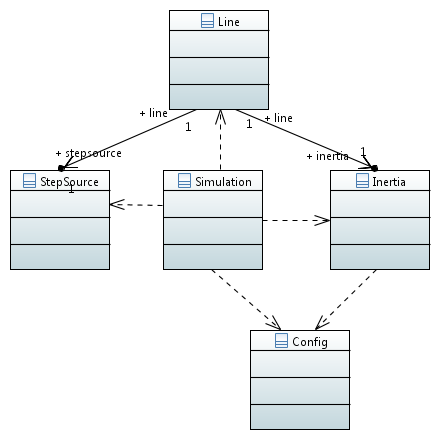 Line
+ line
1
1
+ line
+ stepsource
+ inertia
1
StepSource
1
Simulation
Inertia
Config